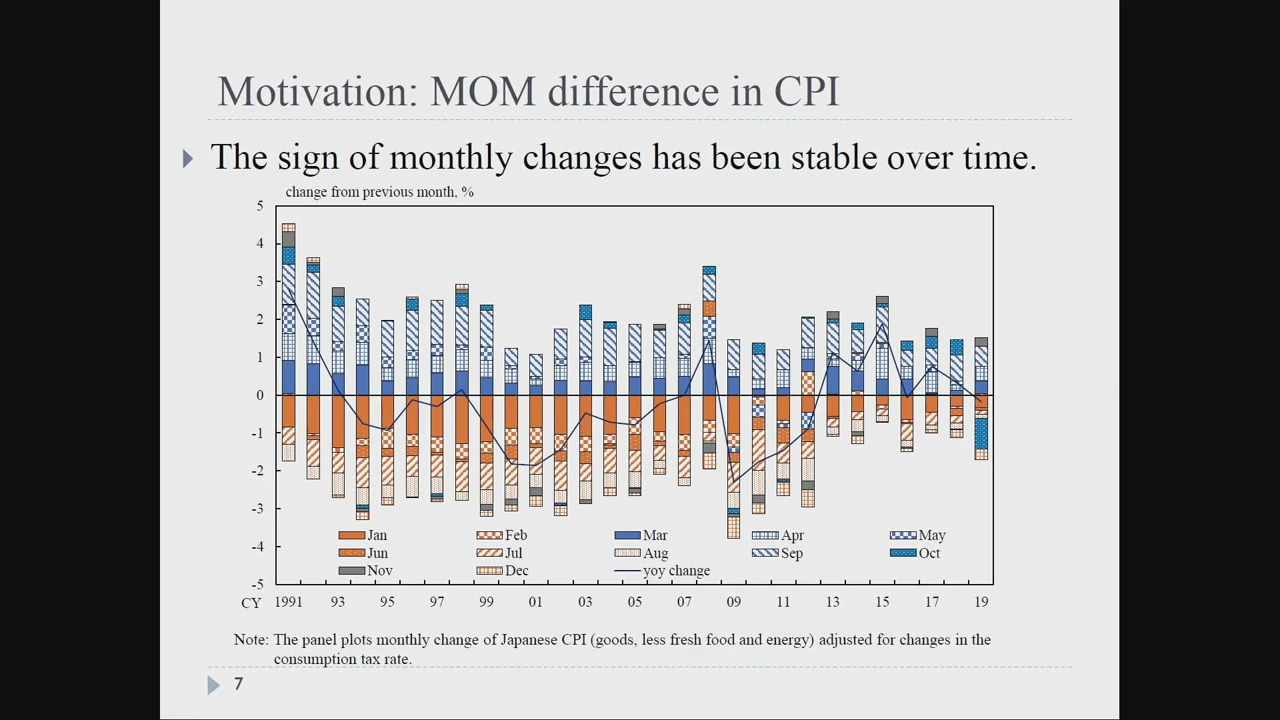 Motivation: MOM difference in CPI
The sign of monthly changes has been stable over time.
change from previous month, %
5
4
3
2
1
0
-1
-2
-3
-4
-5
Jan Feb Mar Apr May
Jun Jul Aug Sep Oct
Nov Dec yoy change
CY 1991 93 95 97 99 01 03 05 07 09 11 13 15 17 19
Note: The panel plots monthly change of Japanese CPI (goods, less fresh food and energy) adjusted for changes in the
consumption tax rate.
7